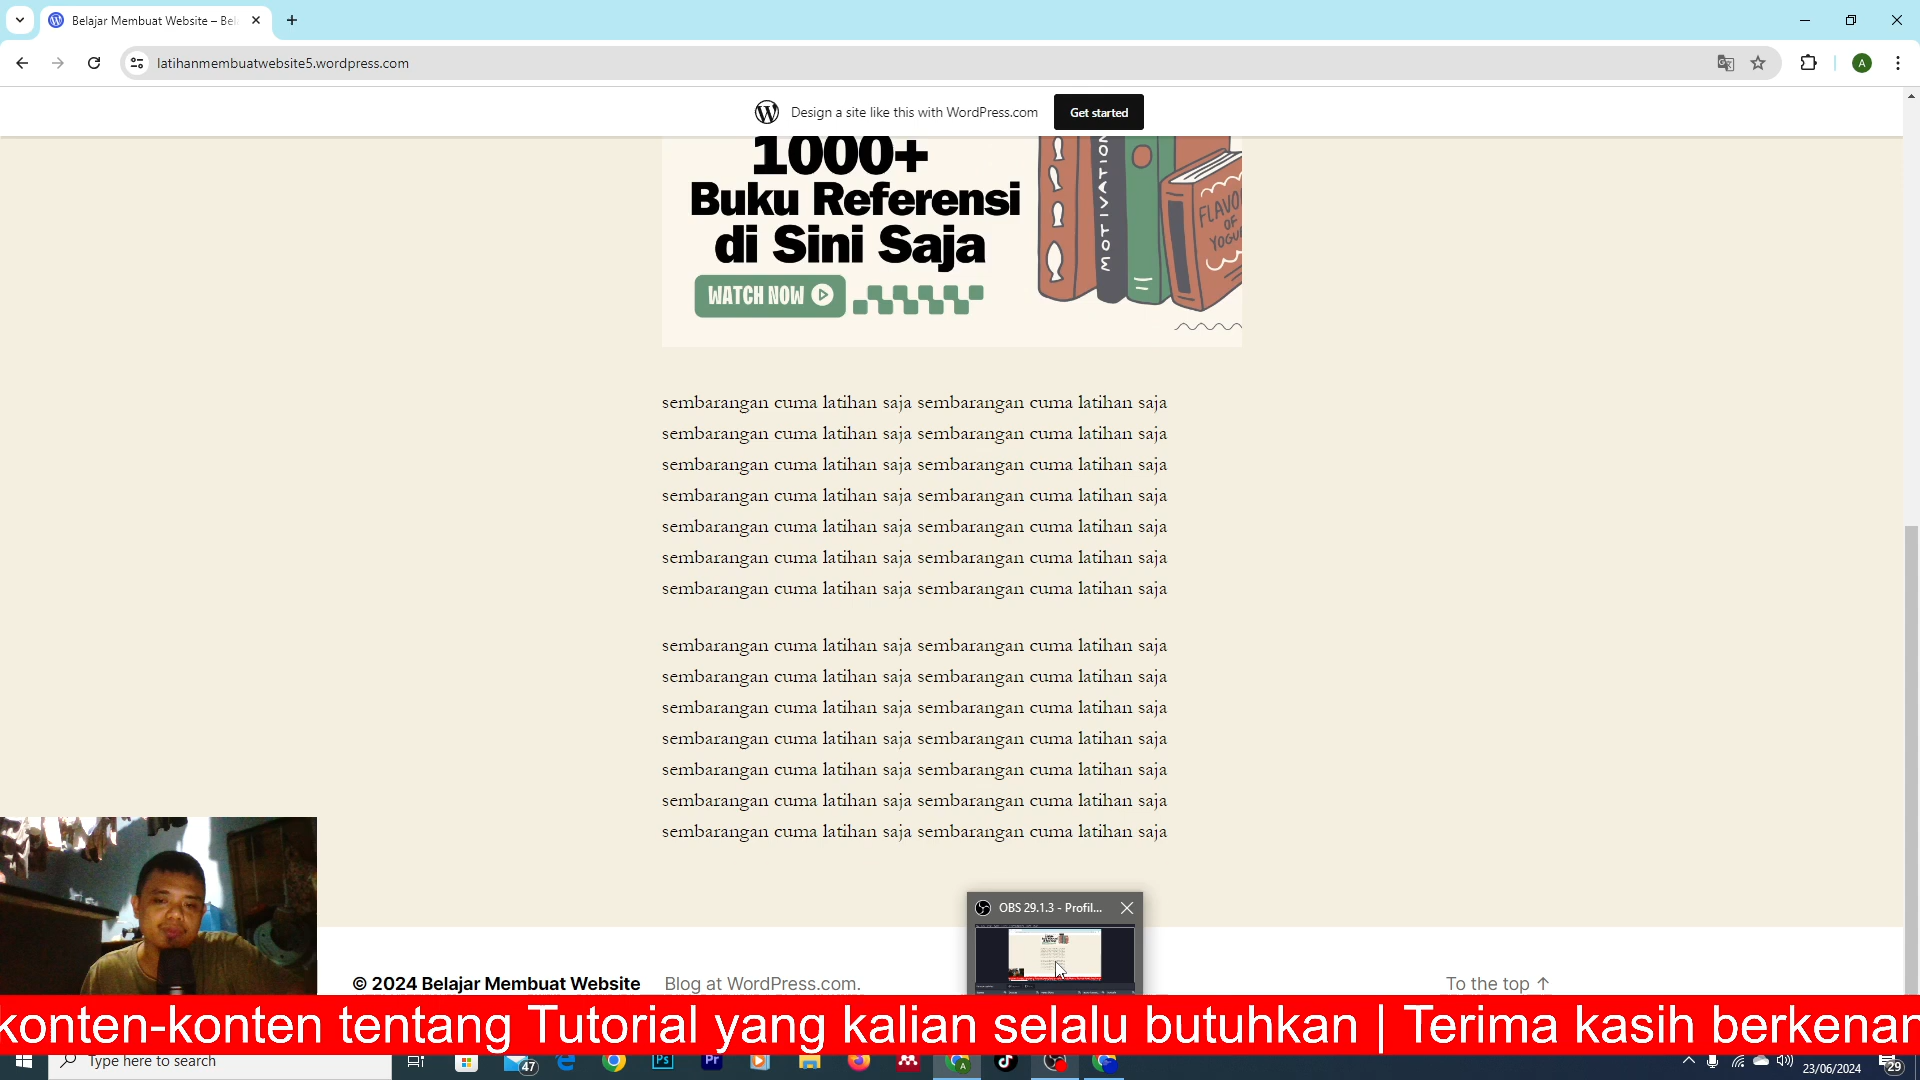 Belajar Membuat Website – Bel
latihanmembuatwebsite5.wordpress.com
A
Design a site like this with WordPress.com
Get started
1000+
Buku Referensi
di Sini Saja
WATCH NOW
MOTIVATION
FLAVOR
OF
YOGUR
sembarangan cuma latihan saja sembarangan cuma latihan saja
sembarangan cuma latihan saja sembarangan cuma latihan saja
sembarangan cuma latihan saja sembarangan cuma latihan saja
sembarangan cuma latihan saja sembarangan cuma latihan saja
sembarangan cuma latihan saja sembarangan cuma latihan saja
sembarangan cuma latihan saja sembarangan cuma latihan saja
sembarangan cuma latihan saja sembarangan cuma latihan saja
sembarangan cuma latihan saja sembarangan cuma latihan saja
sembarangan cuma latihan saja sembarangan cuma latihan saja
sembarangan cuma latihan saja sembarangan cuma latihan saja
sembarangan cuma latihan saja sembarangan cuma latihan saja
sembarangan cuma latihan saja sembarangan cuma latihan saja
sembarangan cuma latihan saja sembarangan cuma latihan saja
sembarangan cuma latihan saja sembarangan cuma latihan saja
OBS 29.1.3 - Profil...
© 2024 Belajar Membuat Website Blog at WordPress.com. To the top ↑
konten-konten tentang Tutorial yang kalian selalu butuhkan | Terima kasih berkenan
Type here to search
47
Ps
Pr
A
23/06/2024
29